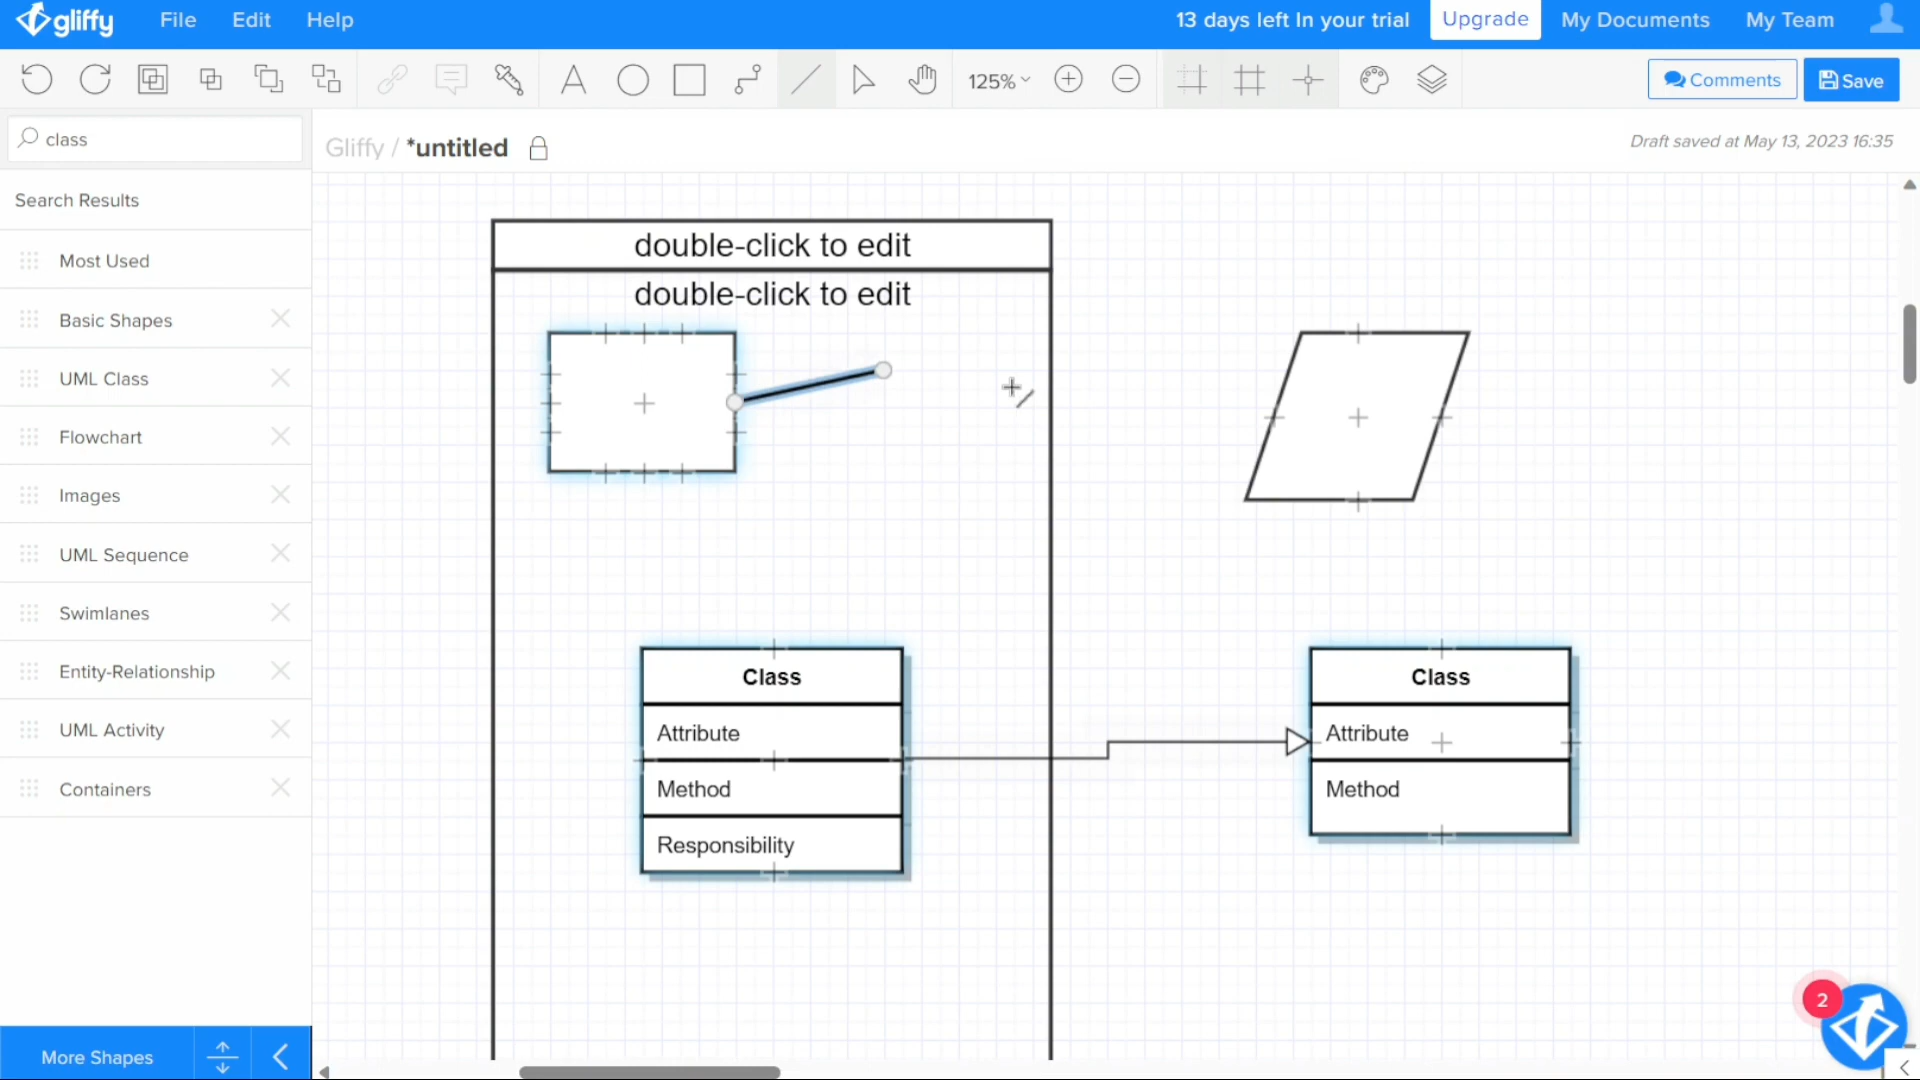 gliffy File Edit Help 13 days left In your trial Upgrade My Documents My Team
A 125% Comments Save
class
Gliffy / *untitled
Draft saved at May 13, 2023 16:35
Search Results
Most Used
Basic Shapes
UML Class
Flowchart
Images
UML Sequence
Swimlanes
Entity-Relationship
UML Activity
Containers
More Shapes
double-click to edit
double-click to edit
Class
Attribute
Method
Responsibility
Class
Attribute
Method
2